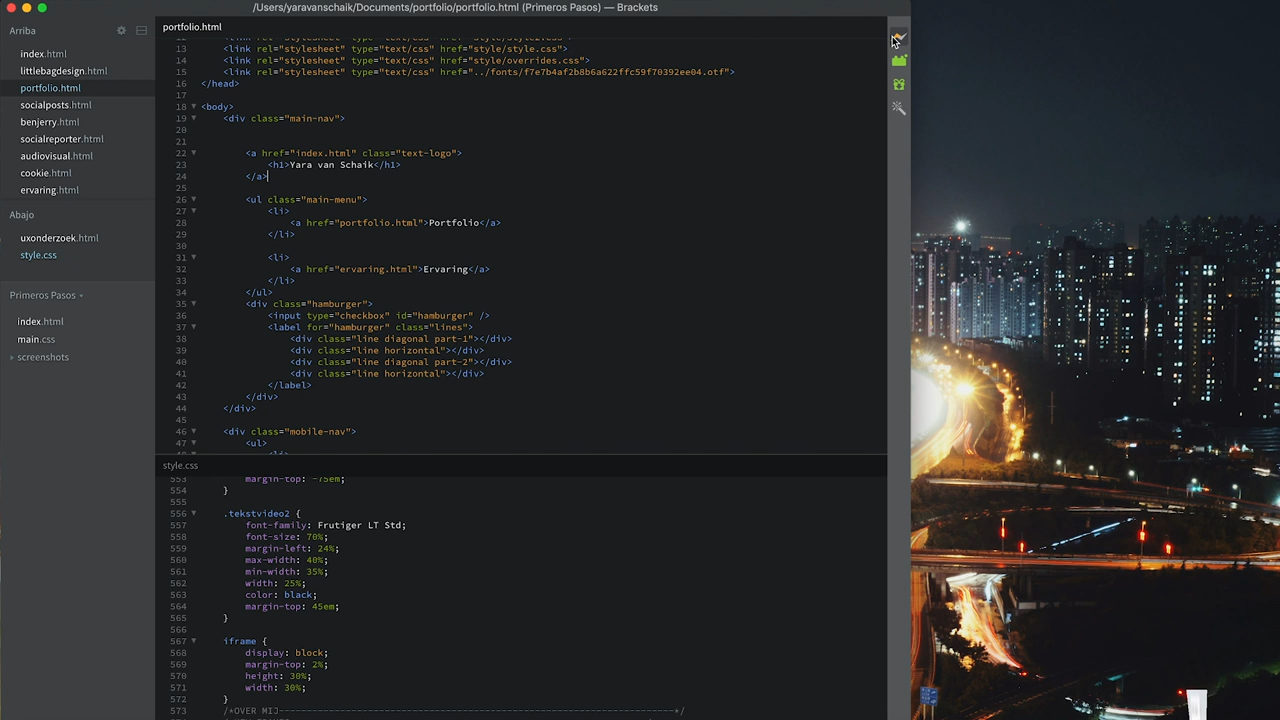 /Users/yaravanschaik/Documents/portfolio/portfolio.html (Primeros Pasos) — Brackets
Arriba
index.html
littlebagdesign.html
portfolio.html
socialposts.html
benjerry.html
socialreporter.html
audiovisual.html
cookie.html
ervaring.html
Abajo
uxonderzoek.html
style.css
Primeros Pasos
index.html
main.css
screenshots
portfolio.html
13 <link rel="stylesheet" type="text/css" href="style/style.css">
14 <link rel="stylesheet" type="text/css" href="style/overrides.css">
15 <link rel="stylesheet" type="text/css" href="../fonts/f7e7b4af2b8b6a622ffc59f70392ee04.otf">
16 </head>
17
18 <body>
19 <div class="main-nav">
20
21
22 <a href="index.html" class="text-logo">
23 <h1>Yara van Schaik</h1>
24 </a>
25
26 <ul class="main-menu">
27 <li>
28 <a href="portfolio.html">Portfolio</a>
29 </li>
30
31 <li>
32 <a href="ervaring.html">Ervaring</a>
33 </li>
34 </ul>
35 <div class="hamburger">
36 <input type="checkbox" id="hamburger" />
37 <label for="hamburger" class="lines">
38 <div class="line diagonal part-1"></div>
39 <div class="line horizontal"></div>
40 <div class="line diagonal part-2"></div>
41 <div class="line horizontal"></div>
42 </label>
43 </div>
44 </div>
45
46 <div class="mobile-nav">
47 <ul>
style.css
553 margin-top: -75em;
554 }
555
556 .tekstvideo2 {
557 font-family: Frutiger LT Std;
558 font-size: 70%;
559 margin-left: 24%;
560 max-width: 40%;
561 min-width: 35%;
562 width: 25%;
563 color: black;
564 margin-top: 45em;
565 }
566
567 iframe {
568 display: block;
569 margin-top: 2%;
570 height: 30%;
571 width: 30%;
572 }
573 /*OVER MIJ---------------------------------------------------------------------*/